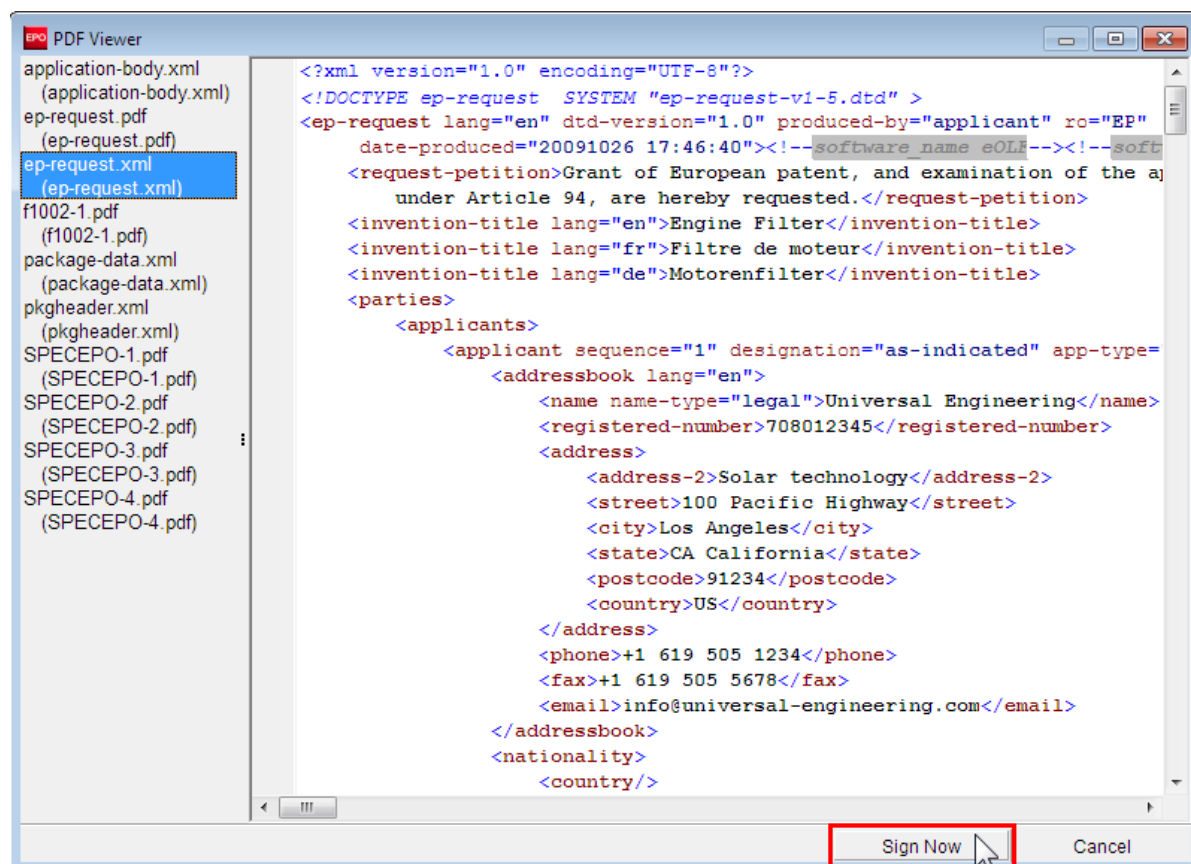 EPO PDF Viewer
application-body.xml
(application-body.xml)
ep-request.pdf
(ep-request.pdf)
ep-request.xml
(ep-request.xml)
f1002-1.pdf
(f1002-1.pdf)
package-data.xml
(package-data.xml)
pkgheader.xml
(pkgheader.xml)
SPECEPO-1.pdf
(SPECEPO-1.pdf)
SPECEPO-2.pdf
(SPECEPO-2.pdf)
SPECEPO-3.pdf
(SPECEPO-3.pdf)
SPECEPO-4.pdf
(SPECEPO-4.pdf)
<?xml version="1.0" encoding="UTF-8"?>
<!DOCTYPE ep-request SYSTEM "ep-request-v1-5.dtd" >
<ep-request lang="en" dtd-version="1.0" produced-by="applicant" ro="EP"
date-produced="20091026 17:46:40"><!--software_name eOLF--><!--soft
<request-petition>Grant of European patent, and examination of the a
under Article 94, are hereby requested.</request-petition>
<invention-title lang="en">Engine Filter</invention-title>
<invention-title lang="fr">Filtre de moteur</invention-title>
<invention-title lang="de">Motorenfilter</invention-title>
<parties>
<applicants>
<applicant sequence="1" designation="as-indicated" app-type=
<addressbook lang="en">
<name name-type="legal">Universal Engineering</name>
<registered-number>708012345</registered-number>
<address>
<address-2>Solar technology</address-2>
<street>100 Pacific Highway</street>
<city>Los Angeles</city>
<state>CA California</state>
<postcode>91234</postcode>
<country>US</country>
</address>
<phone>+1 619 505 1234</phone>
<fax>+1 619 505 5678</fax>
<email>info@universal-engineering.com</email>
</addressbook>
<nationality>
<country/>
Sign Now
Cancel